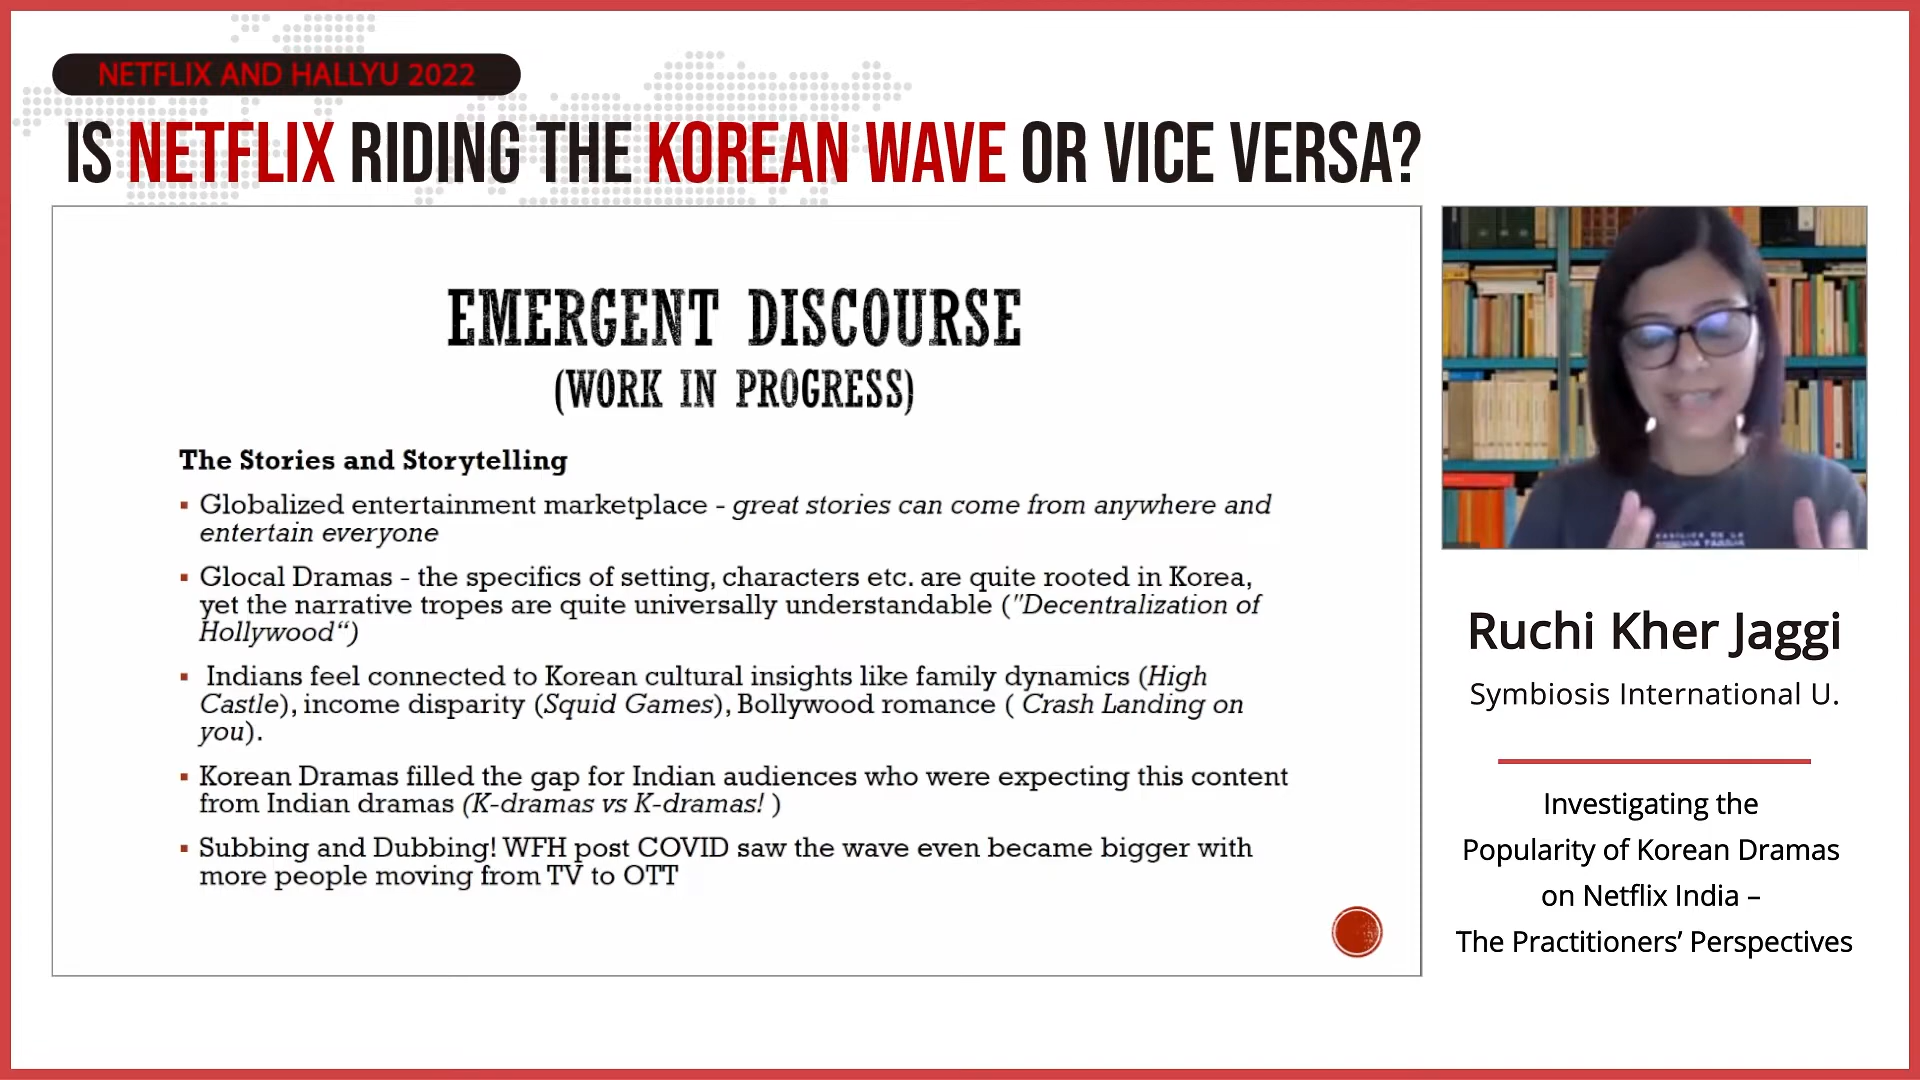 NETFLIX AND HALLYU 2022
IS NETFLIX RIDING THE KOREAN WAVE OR VICE VERSA?
EMERGENT DISCOURSE
(WORK IN PROGRESS)
The Stories and Storytelling
▪ Globalized entertainment marketplace - great stories can come from anywhere and
entertain everyone
▪ Glocal Dramas - the specifics of setting, characters etc. are quite rooted in Korea,
yet the narrative tropes are quite universally understandable ("Decentralization of
Hollywood“)
▪ Indians feel connected to Korean cultural insights like family dynamics (High
Castle), income disparity (Squid Games), Bollywood romance ( Crash Landing on
you).
▪ Korean Dramas filled the gap for Indian audiences who were expecting this content
from Indian dramas (K-dramas vs K-dramas! )
▪ Subbing and Dubbing! WFH post COVID saw the wave even became bigger with
more people moving from TV to OTT
Ruchi Kher Jaggi
Symbiosis International U.
Investigating the
Popularity of Korean Dramas
on Netflix India –
The Practitioners’ Perspectives